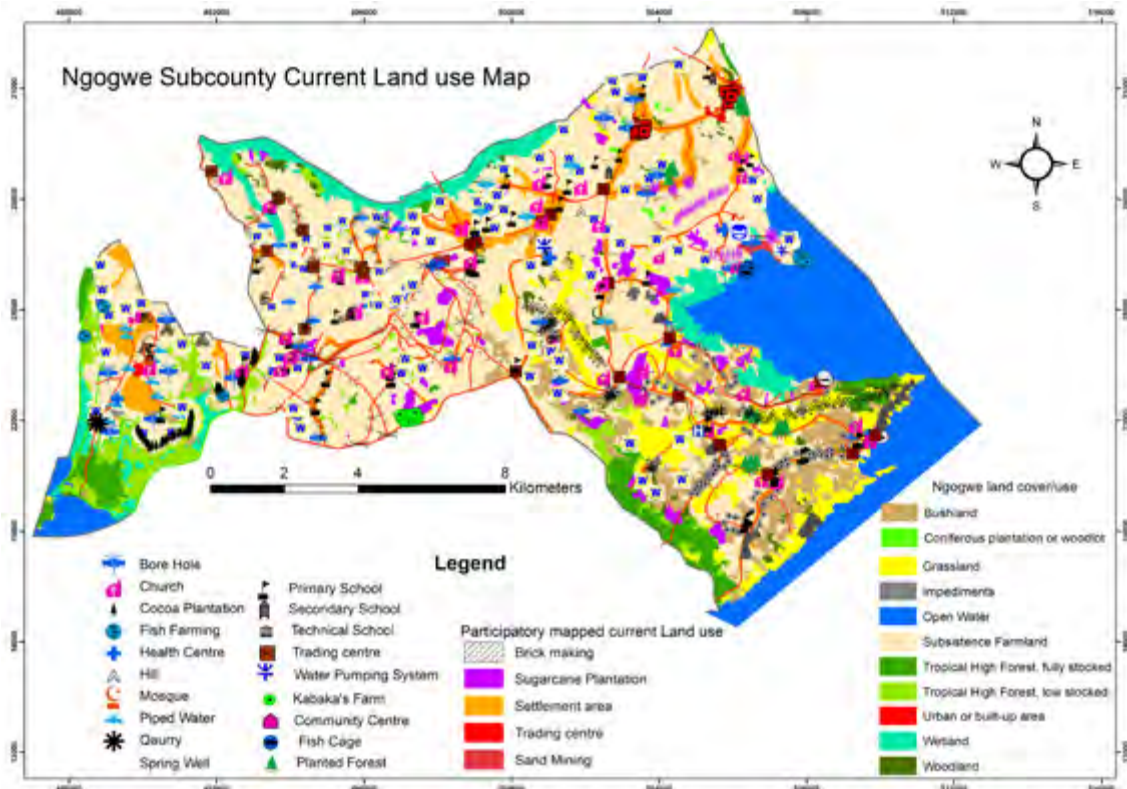 Ngogwe Subcounty Current Land use Map
N
W
E
S
0
2
4
8
Kilometers
Legend
Bore Hole
Church
Cocoa Plantation
Fish Farming
Health Centre
Hill
Mosque
Piped Water
Qaurry
Spring Well
Primary School
Secondary School
Technical School
Trading centre
Water Pumping System
Kabaka's Farm
Community Centre
Fish Cage
Planted Forest
Participatory mapped current Land use
Brick making
Sugarcane Plantation
Settlement area
Trading centre
Sand Mining
Ngogwe land cover/use
Bushland
Coniferous plantation or woodlot
Grassland
Impediments
Open Water
Subsistence Farmland
Tropical High Forest, fully stocked
Tropical High Forest, low stocked
Urban or built-up area
Wetland
Woodland